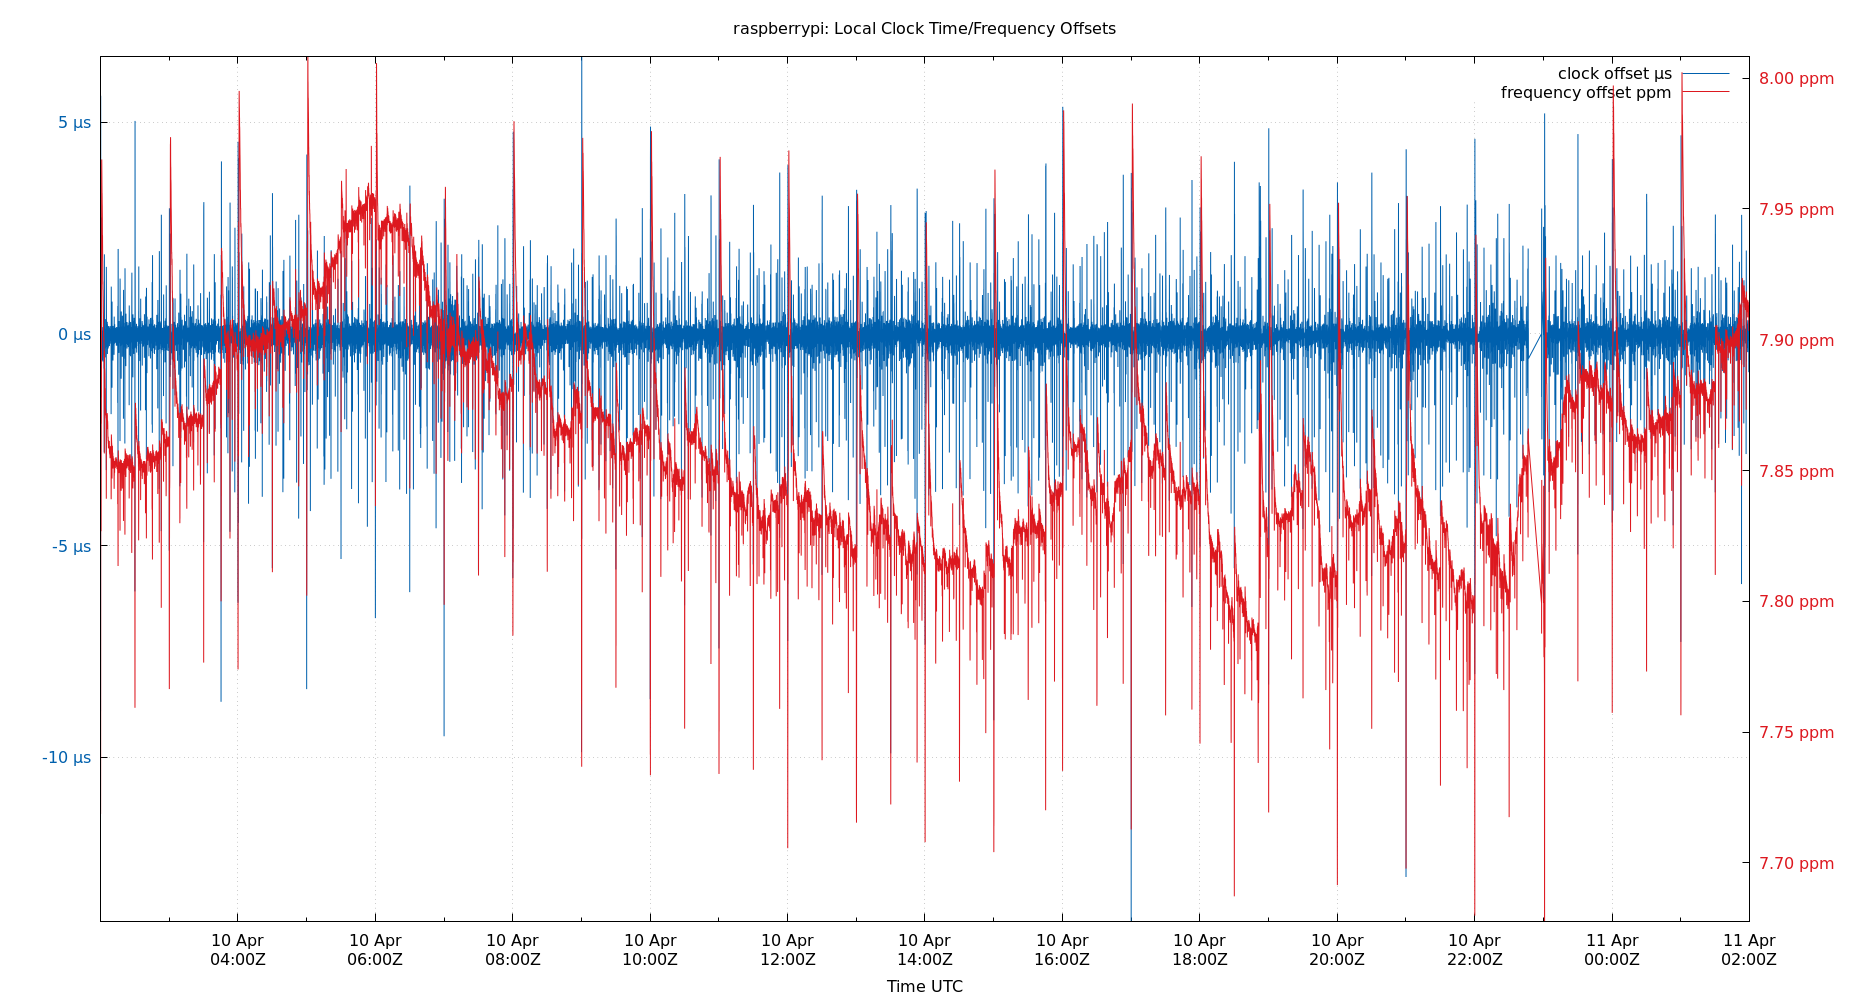 raspberrypi: Local Clock Time/Frequency Offsets
clock offset µs
frequency offset ppm
5 µs
0 µs
-5 µs
-10 µs
8.00 ppm
7.95 ppm
7.90 ppm
7.85 ppm
7.80 ppm
7.75 ppm
7.70 ppm
10 Apr 10 Apr 10 Apr 10 Apr 10 Apr 10 Apr 10 Apr 10 Apr 10 Apr 10 Apr 11 Apr 11 Apr
04:00Z 06:00Z 08:00Z 10:00Z 12:00Z 14:00Z 16:00Z 18:00Z 20:00Z 22:00Z 00:00Z 02:00Z
Time UTC